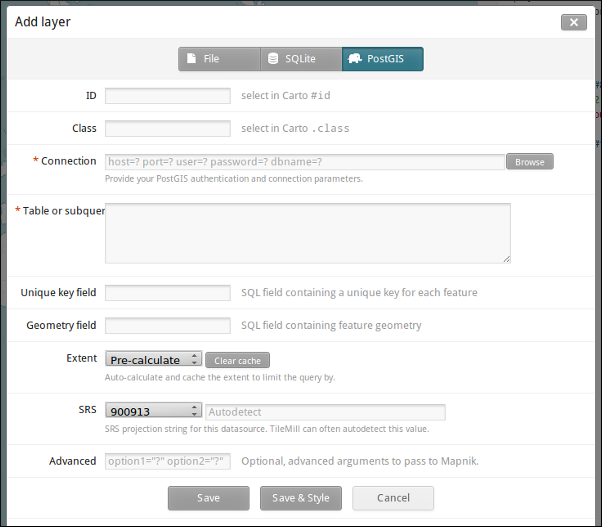 Add layer
File SQLite PostGIS
ID select in Carto #id
Class select in Carto .class
* Connection host=? port=? user=? password=? dbname=? Browse
Provide your PostGIS authentication and connection parameters.
* Table or subquer
Unique key field SQL field containing a unique key for each feature
Geometry field SQL field containing feature geometry
Extent Pre-calculate Clear cache
Auto-calculate and cache the extent to limit the query by.
SRS 900913 Autodetect
SRS projection string for this datasource. TileMill can often autodetect this value.
Advanced option1="?" option2="?" Optional, advanced arguments to pass to Mapnik.
Save Save & Style Cancel